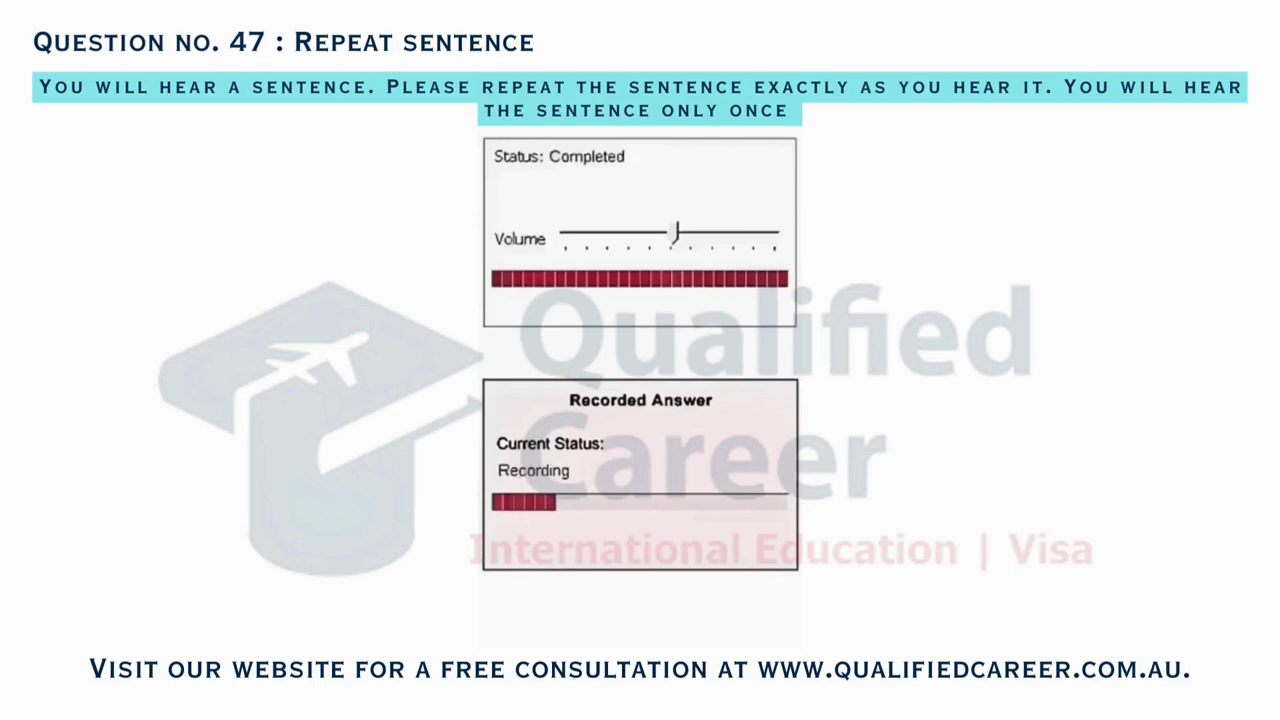 Question no. 47 : Repeat sentence
You will hear a sentence. Please repeat the sentence exactly as you hear it. You will hear
the sentence only once
Status: Completed
Volume
Qualified
Career
International Education | Visa
Recorded Answer
Current Status:
Recording
Visit our website for a free consultation at www.qualifiedcareer.com.au.